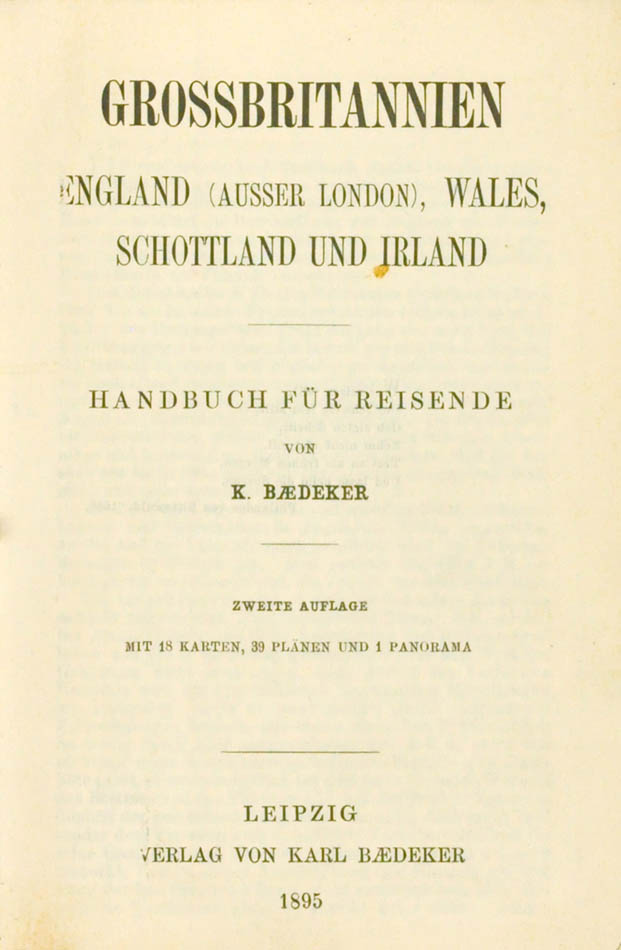 GROSSBRITANNIEN
ENGLAND (AUSSER LONDON), WALES,
SCHOTTLAND UND IRLAND
HANDBUCH FÜR REISENDE
VON
K. BÆDEKER
ZWEITE AUFLAGE
MIT 18 KARTEN, 39 PLÄNEN UND 1 PANORAMA
LEIPZIG
VERLAG VON KARL BÆDEKER
1895